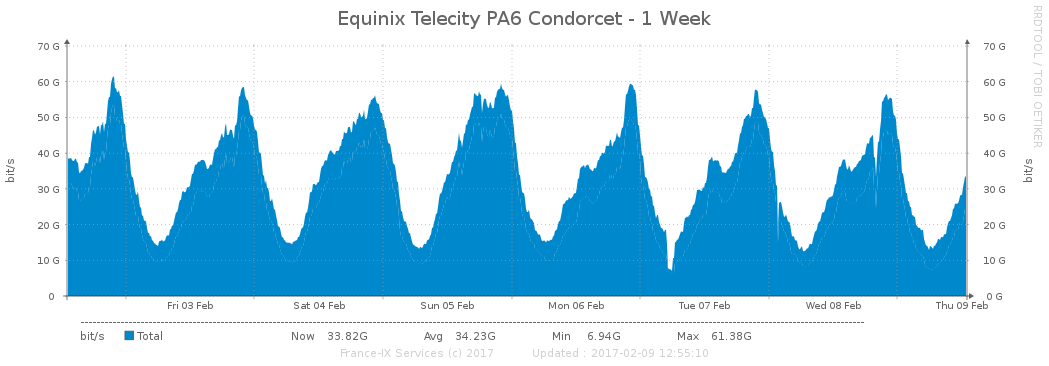 Equinix Telecity PA6 Condorcet - 1 Week
RRDTOOL / TOBI OETIKER
bit/s
70 G 70 G
60 G 60 G
50 G 50 G
40 G 40 G
30 G 30 G
20 G 20 G
10 G 10 G
0 0 G
bit/s
Fri 03 Feb Sat 04 Feb Sun 05 Feb Mon 06 Feb Tue 07 Feb Wed 08 Feb Thu 09 Feb
bit/s Total Now 33.82G Avg 34.23G Min 6.94G Max 61.38G
France-IX Services (c) 2017 Updated : 2017-02-09 12:55:10